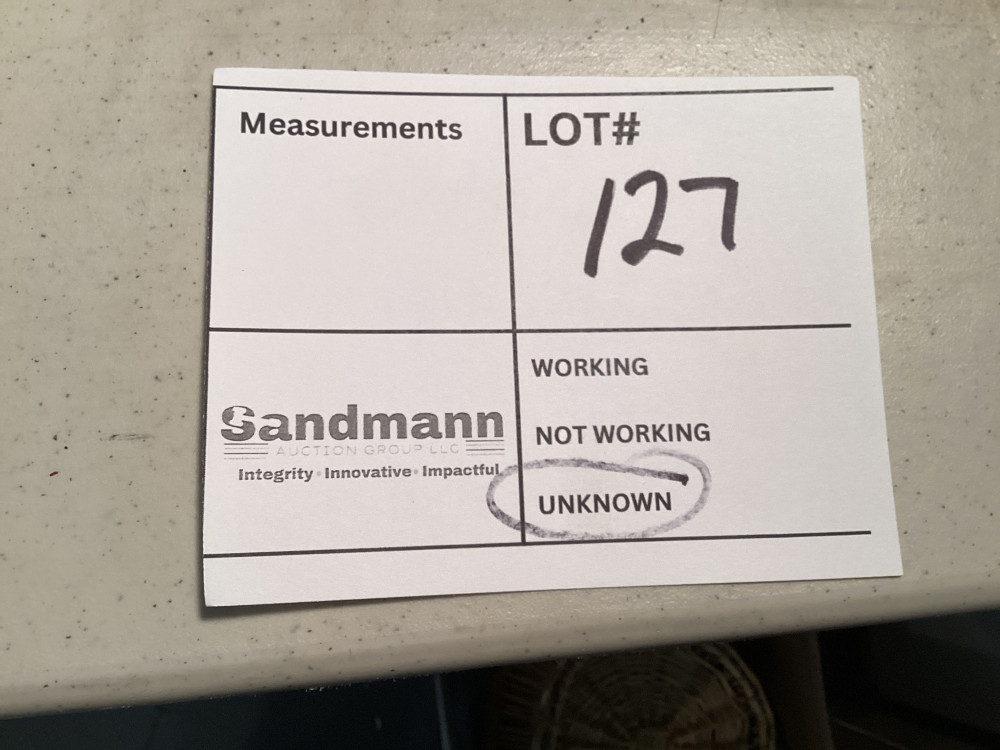 Measurements
LOT#
127
WORKING
NOT WORKING
UNKNOWN
Sandmann
AUCTION GROUP LLC
Integrity • Innovative • Impactful